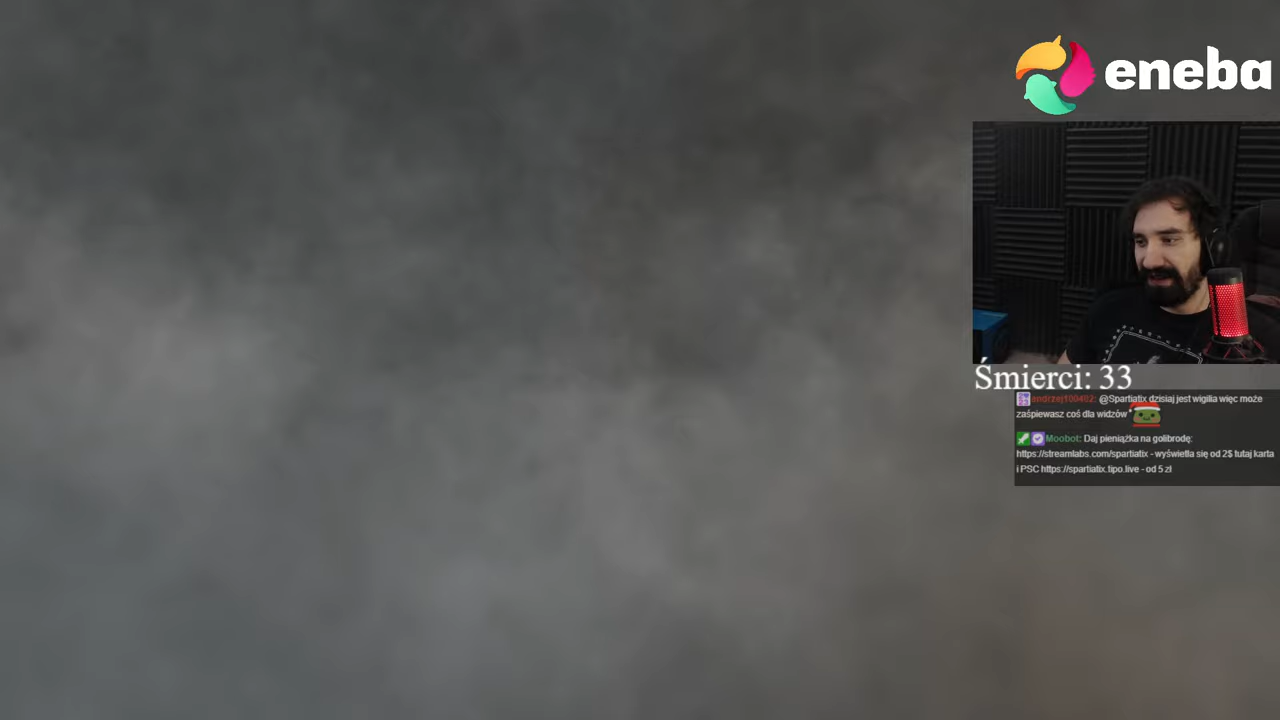 eneba
Śmierci: 33
endrzej100402: @Spartiatix dzisiaj jest wigilia więc może
zaśpiewasz coś dla widzów
Moobot: Daj pieniążka na golibrodę:
https://streamlabs.com/spartiatix - wyświetla się od 2$ tutaj karta
i PSC https://spartiatix.tipo.live - od 5 zł